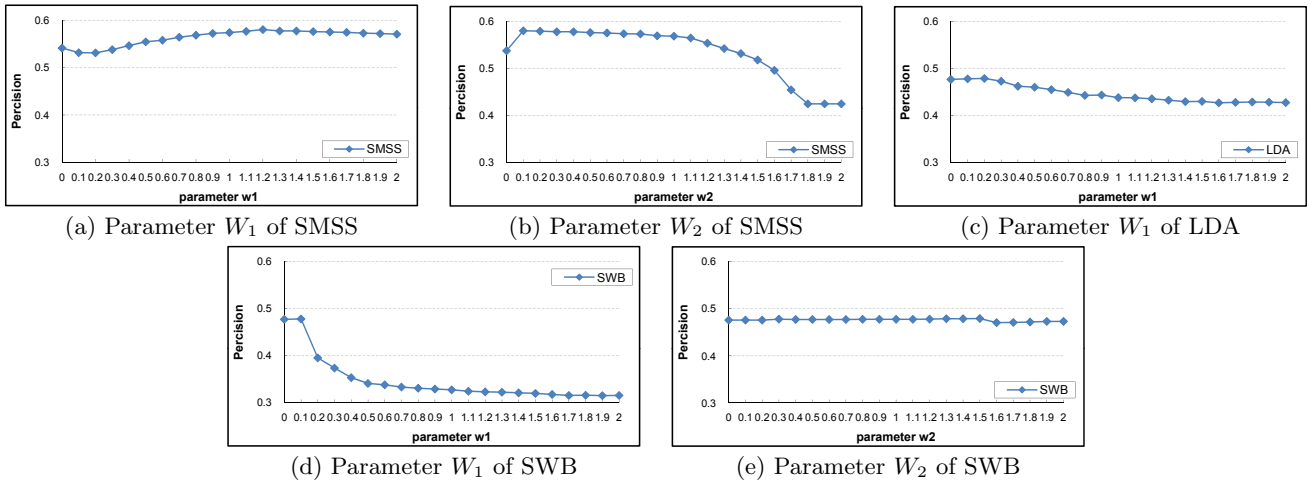 0.6
0.5
0.4
0.3
Percision
SMSS
0 0.1 0.2 0.3 0.4 0.5 0.6 0.7 0.8 0.9 1 1.1 1.2 1.3 1.4 1.5 1.6 1.7 1.8 1.9 2
parameter w1
(a) Parameter W₁ of SMSS
0.6
0.5
0.4
0.3
Percision
SMSS
0 0.1 0.2 0.3 0.4 0.5 0.6 0.7 0.8 0.9 1 1.1 1.2 1.3 1.4 1.5 1.6 1.7 1.8 1.9 2
parameter w2
(b) Parameter W₂ of SMSS
0.6
0.5
0.4
0.3
Percision
LDA
0 0.1 0.2 0.3 0.4 0.5 0.6 0.7 0.8 0.9 1 1.1 1.2 1.3 1.4 1.5 1.6 1.7 1.8 1.9 2
parameter w1
(c) Parameter W₁ of LDA
0.6
0.5
0.4
0.3
Percision
SWB
0 0.1 0.2 0.3 0.4 0.5 0.6 0.7 0.8 0.9 1 1.1 1.2 1.3 1.4 1.5 1.6 1.7 1.8 1.9 2
parameter w1
(d) Parameter W₁ of SWB
0.6
0.5
0.4
0.3
Percision
SWB
0 0.1 0.2 0.3 0.4 0.5 0.6 0.7 0.8 0.9 1 1.1 1.2 1.3 1.4 1.5 1.6 1.7 1.8 1.9 2
parameter w2
(e) Parameter W₂ of SWB